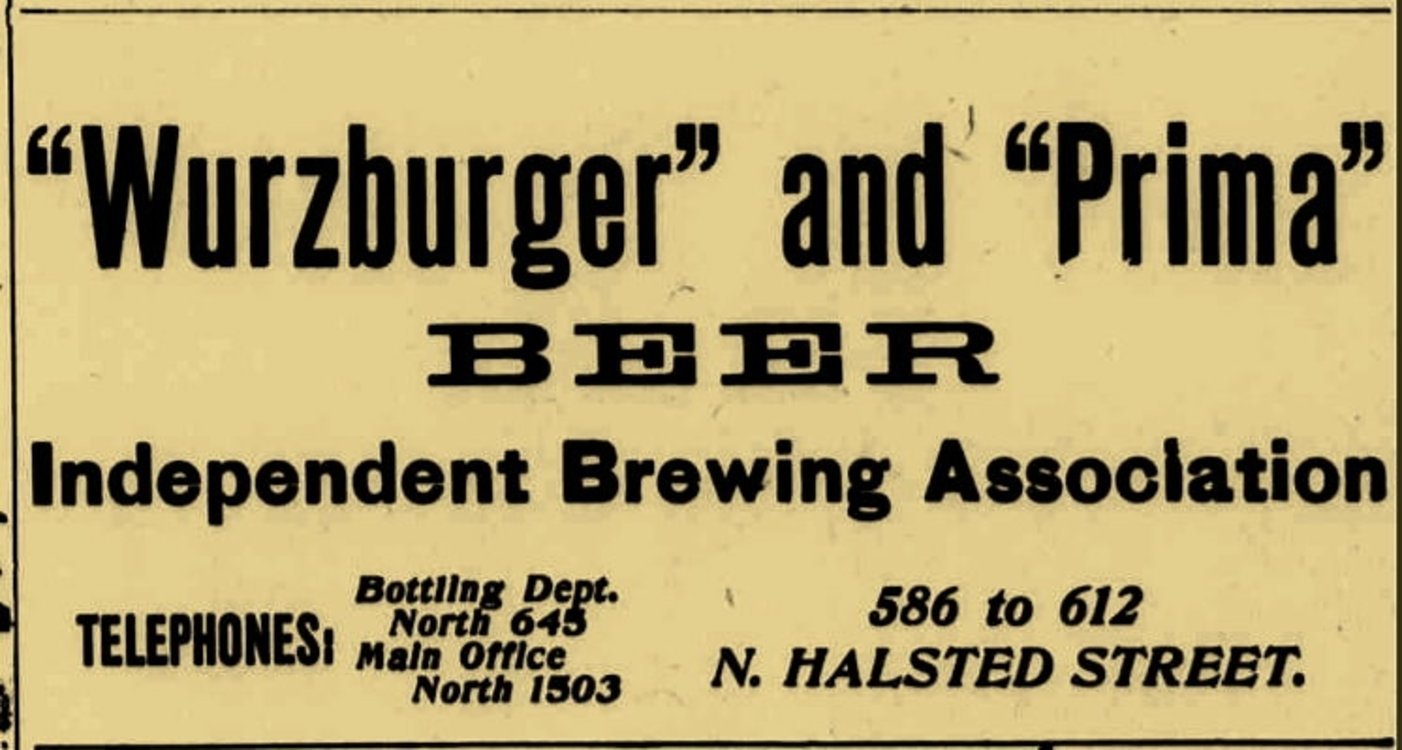 “Wurzburger” and “Prima”
BEER
Independent Brewing Association
TELEPHONES:
Bottling Dept.
North 645
Main Office
North 1503
586 to 612
N. HALSTED STREET.